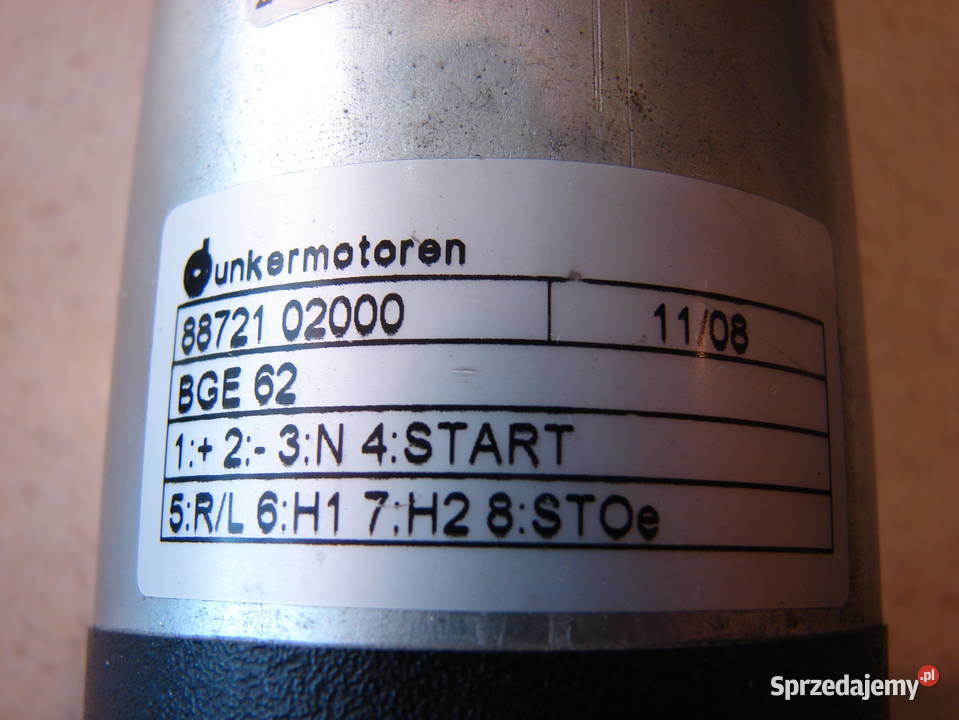 dunkermotoren
88721 02000 11/08
BGE 62
1:+ 2:- 3:N 4:START
5:R/L 6:H1 7:H2 8:STOe
Sprzedajemy.pl